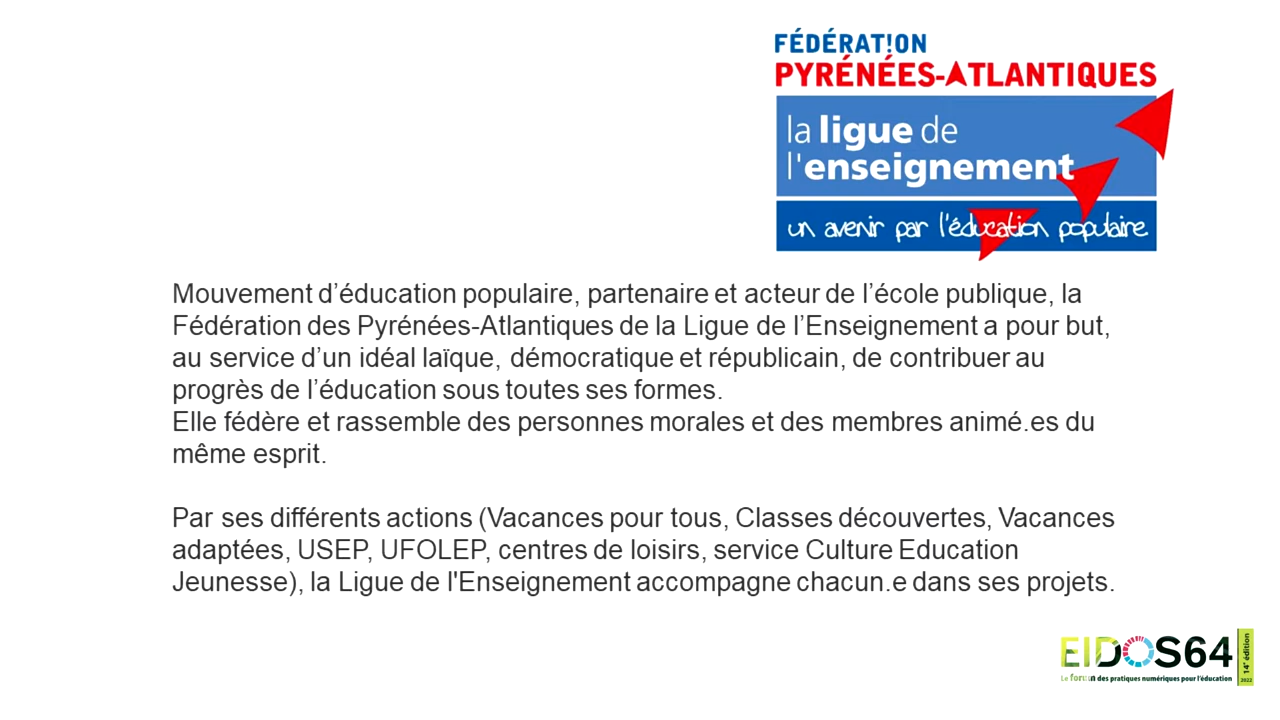 FÉDÉRAT!ON
PYRÉNÉES-ATLANTIQUES
la ligue de
l'enseignement
un avenir par l'éducation populaire
Mouvement d’éducation populaire, partenaire et acteur de l’école publique, la
Fédération des Pyrénées-Atlantiques de la Ligue de l’Enseignement a pour but,
au service d’un idéal laïque, démocratique et républicain, de contribuer au
progrès de l’éducation sous toutes ses formes.
Elle fédère et rassemble des personnes morales et des membres animé.es du
même esprit.
Par ses différents actions (Vacances pour tous, Classes découvertes, Vacances
adaptées, USEP, UFOLEP, centres de loisirs, service Culture Education
Jeunesse), la Ligue de l'Enseignement accompagne chacun.e dans ses projets.
EIDOS64
Le forum des pratiques numériques pour l'éducation
14e édition
2022